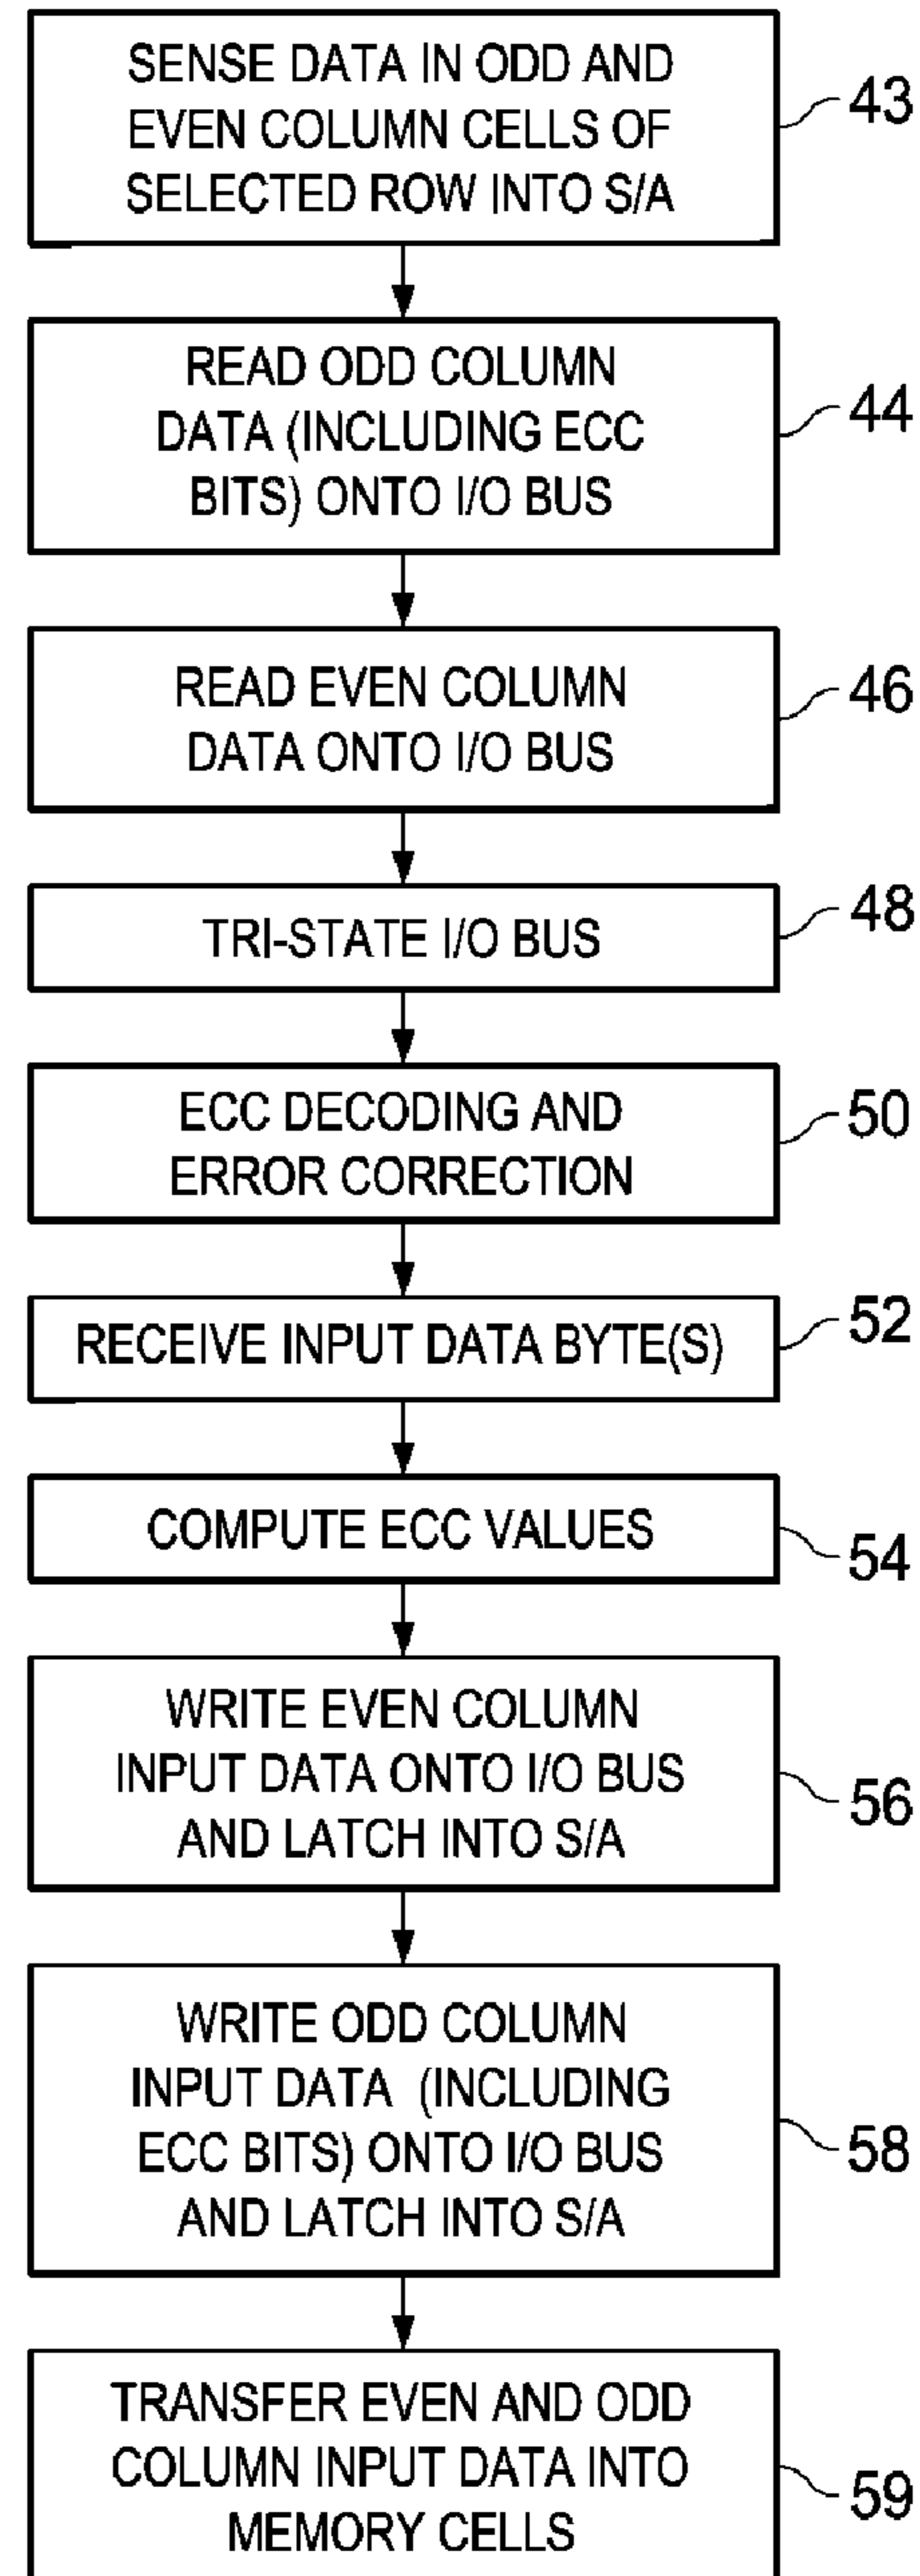 SENSE DATA IN ODD AND
EVEN COLUMN CELLS OF
SELECTED ROW INTO S/A
43
READ ODD COLUMN
DATA (INCLUDING ECC
BITS) ONTO I/O BUS
44
READ EVEN COLUMN
DATA ONTO I/O BUS
46
TRI-STATE I/O BUS
48
ECC DECODING AND
ERROR CORRECTION
50
RECEIVE INPUT DATA BYTE(S)
52
COMPUTE ECC VALUES
54
WRITE EVEN COLUMN
INPUT DATA ONTO I/O BUS
AND LATCH INTO S/A
56
WRITE ODD COLUMN
INPUT DATA (INCLUDING
ECC BITS) ONTO I/O BUS
AND LATCH INTO S/A
58
TRANSFER EVEN AND ODD
COLUMN INPUT DATA INTO
MEMORY CELLS
59